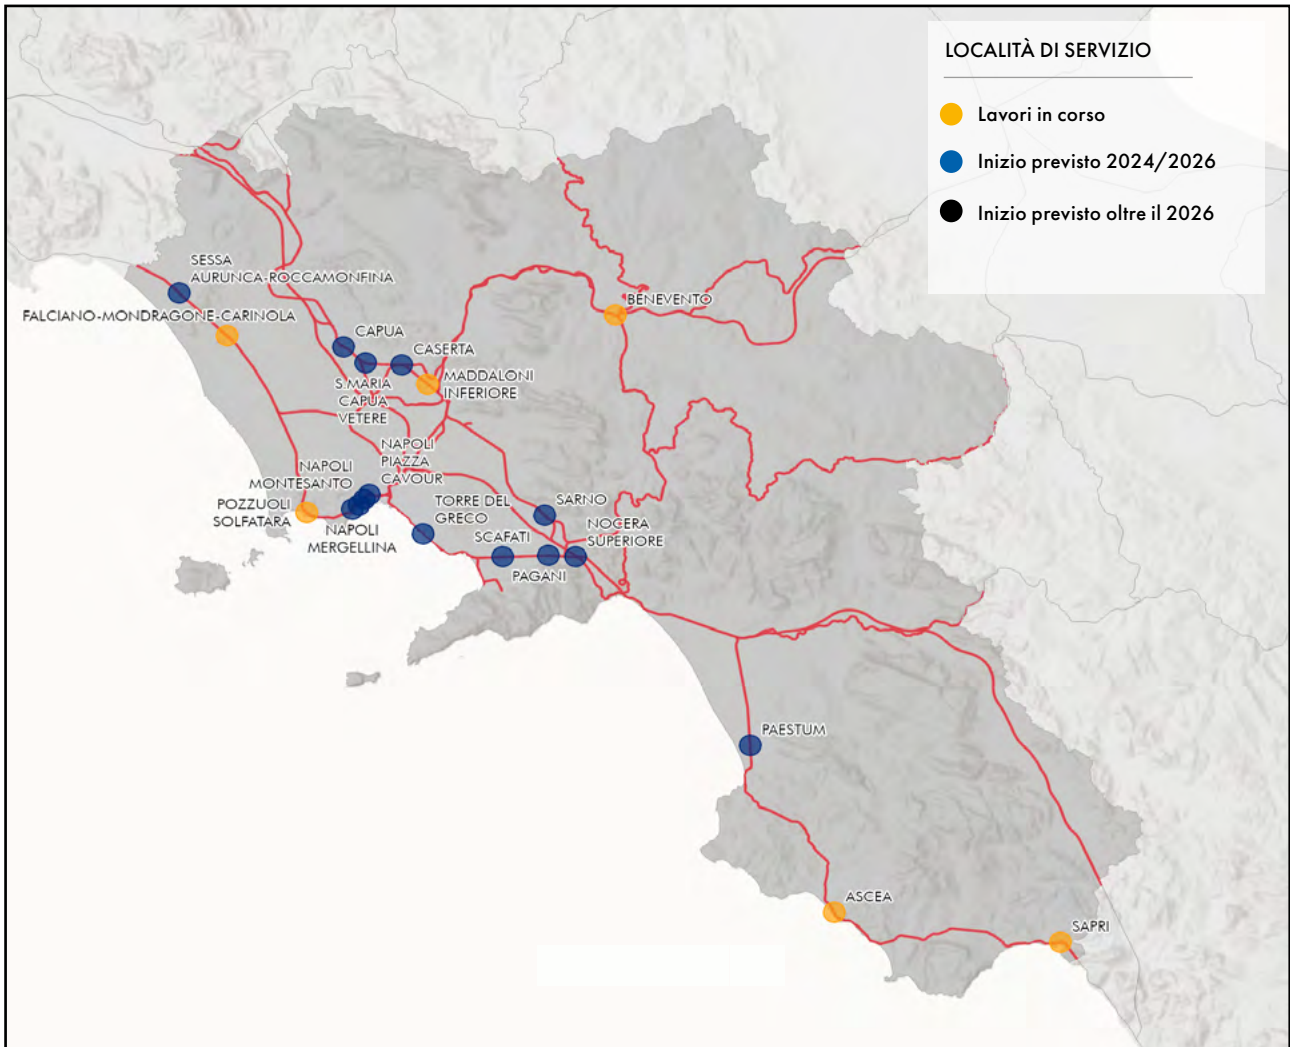 LOCALITÀ DI SERVIZIO
Lavori in corso
Inizio previsto 2024/2026
Inizio previsto oltre il 2026
SESSA
AURUNCA-ROCCAMONFINA
FALCIANO-MONDRAGONE-CARINOLA
BENEVENTO
CAPUA
CASERTA
MADDALONI
INFERIORE
S.MARIA
CAPUA
VETERE
NAPOLI
PIAZZA
CAVOUR
NAPOLI
MONTESANTO
POZZUOLI
SOLFATARA
NAPOLI
MERGELLINA
TORRE DEL
GRECO
SARNO
SCAFATI
NOCERA
SUPERIORE
PAGANI
PAESTUM
ASCEA
SAPRI